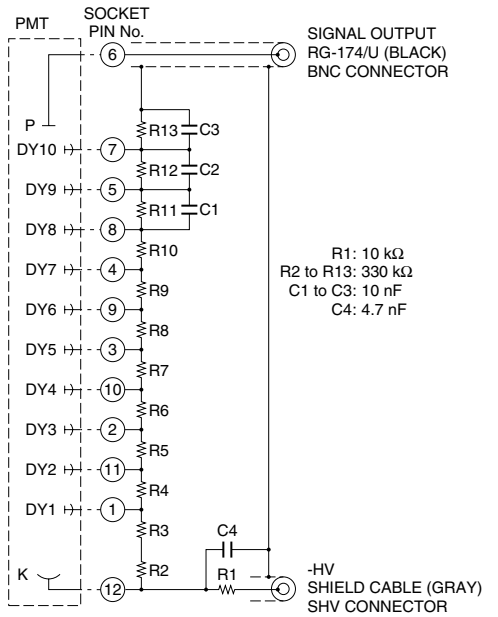 PMT
SOCKET
PIN No.
6
SIGNAL OUTPUT
RG-174/U (BLACK)
BNC CONNECTOR
P
R13 C3
DY10 7
R12 C2
DY9 5
R11 C1
DY8 8
R10
DY7 4
R9
DY6 9
R8
DY5 3
R7
DY4 10
R6
DY3 2
R5
DY2 11
R4
DY1 1
R3
R1: 10 kΩ
R2 to R13: 330 kΩ
C1 to C3: 10 nF
C4: 4.7 nF
C4
K
R2
R1
12
-HV
SHIELD CABLE (GRAY)
SHV CONNECTOR